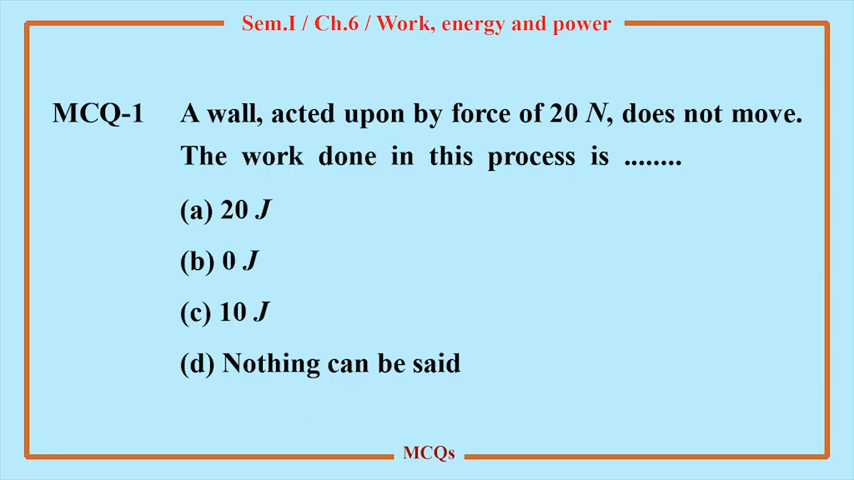 Sem.I / Ch.6 / Work, energy and power
MCQ-1 A wall, acted upon by force of 20 N, does not move.
The work done in this process is ........
(a) 20 J
(b) 0 J
(c) 10 J
(d) Nothing can be said
MCQs